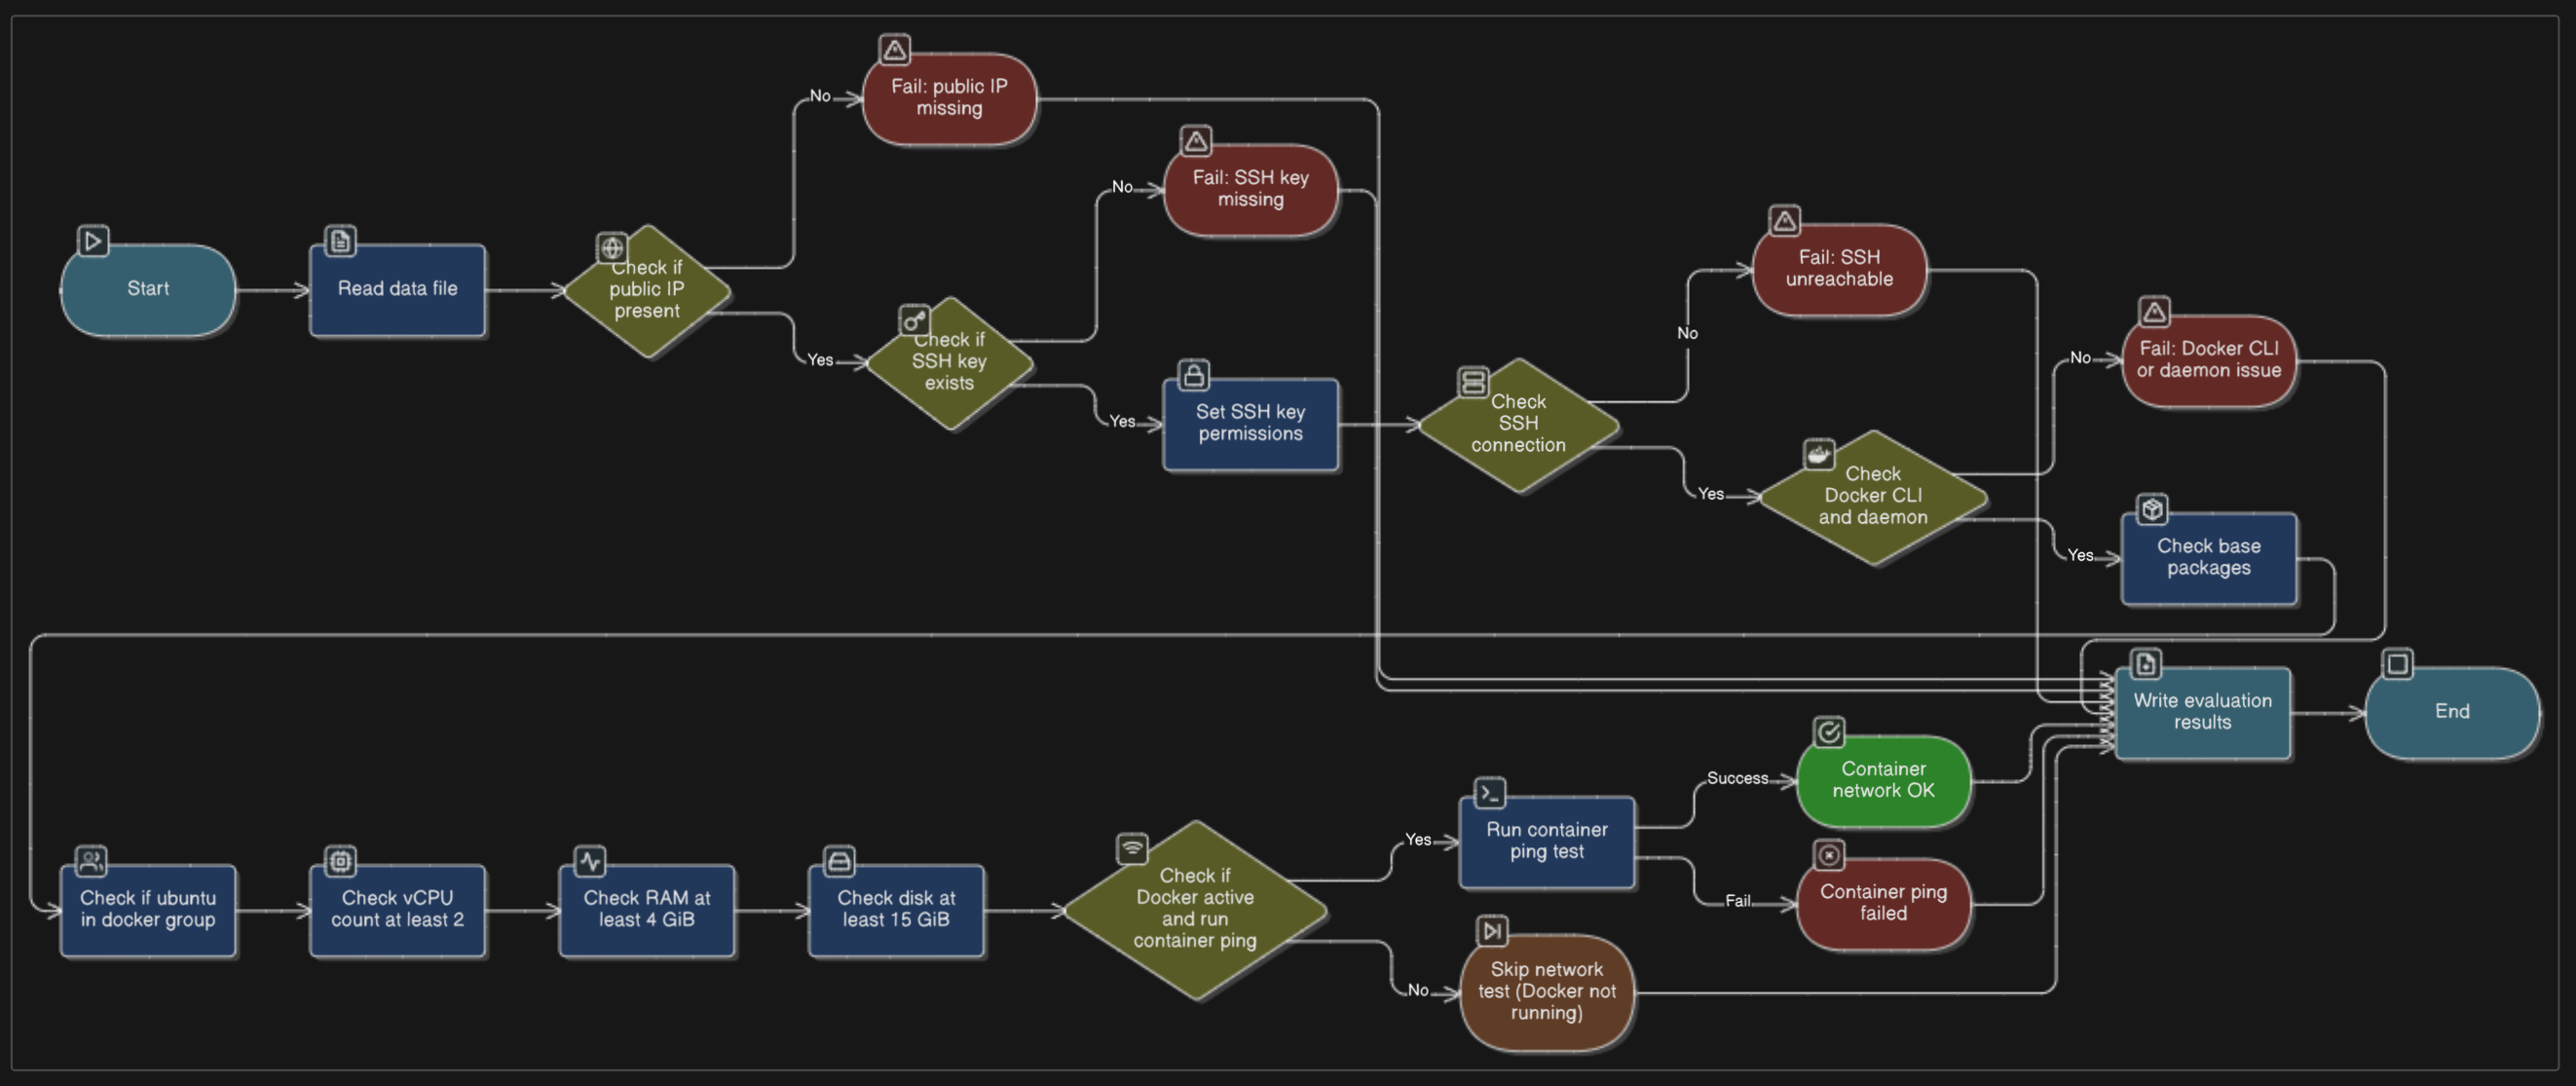 Fail: public IP
missing
No
Fail: SSH key
missing
No
Start
Read data file
Check if
public IP
present
Yes
Check if
SSH key
exists
Yes
Set SSH key
permissions
Check
SSH
connection
No
Fail: SSH
unreachable
Yes
Check
Docker CLI
and daemon
No
Fail: Docker CLI
or daemon issue
Yes
Check base
packages
Check if ubuntu
in docker group
Check vCPU
count at least 2
Check RAM at
least 4 GiB
Check disk at
least 15 GiB
Check if
Docker active
and run
container ping
Yes
Run container
ping test
Success
Container
network OK
Fail
Container ping
failed
No
Skip network
test (Docker not
running)
Write evaluation
results
End